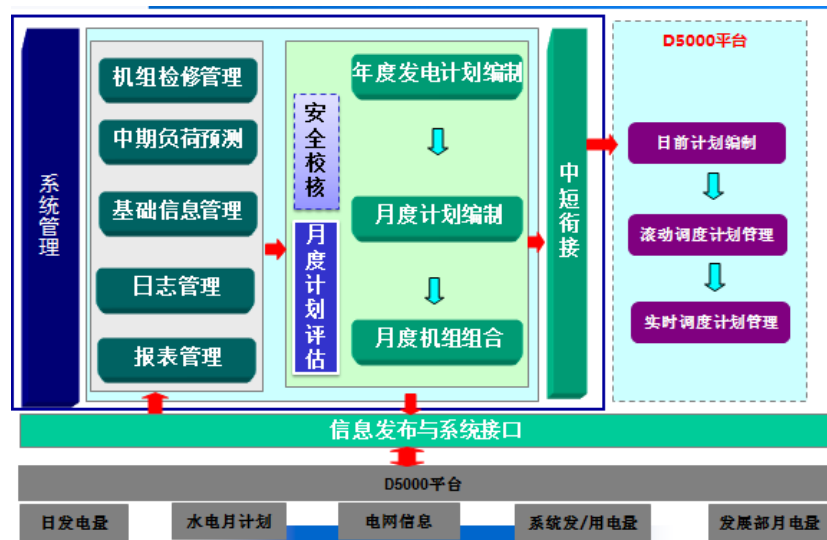 系统管理
机组检修管理
中期负荷预测
基础信息管理
日志管理
报表管理
安全校核
月度计划评估
年度发电计划编制
月度计划编制
月度机组组合
中短衔接
D5000平台
日前计划编制
滚动调度计划管理
实时调度计划管理
信息发布与系统接口
D5000平台
日发电量
水电月计划
电网信息
系统发/用电量
发展部月电量